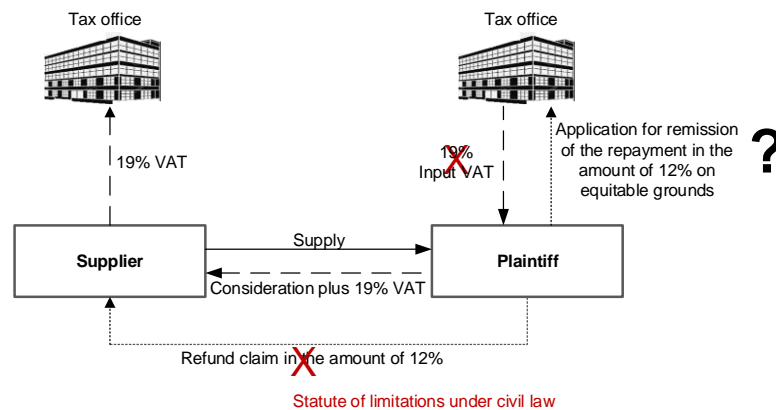 Tax office
Tax office
19% VAT
19%
Input VAT
Application for remission
of the repayment in the
amount of 12% on
equitable grounds
?
Supplier
Supply
Plaintiff
Consideration plus 19% VAT
Refund claim in the amount of 12%
Statute of limitations under civil law